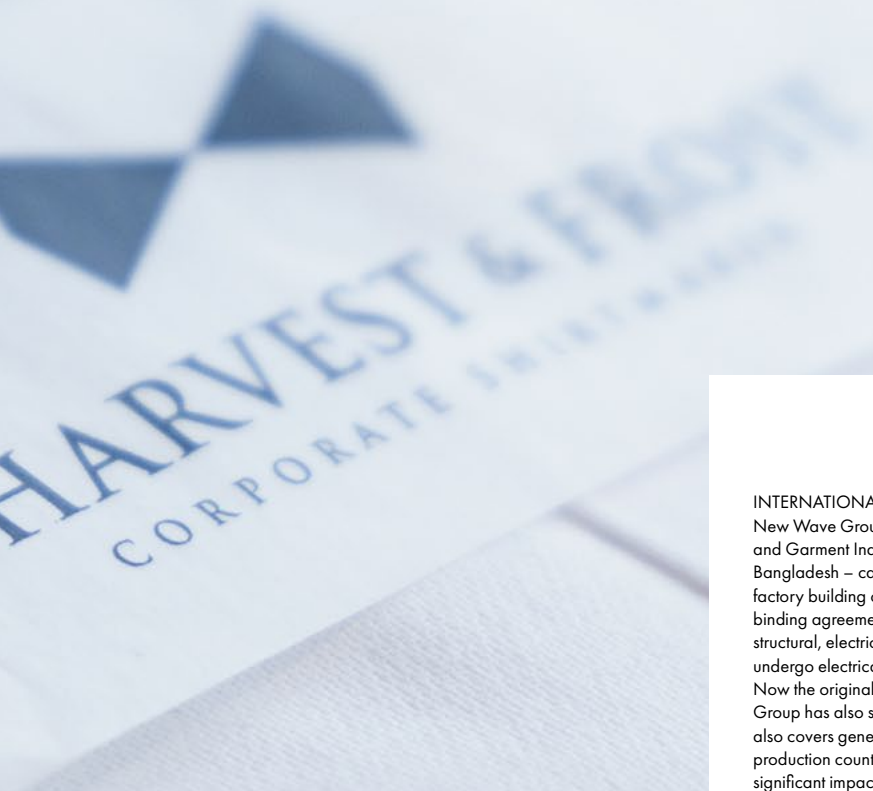 HARVEST & FROST
CORPORATE SHIRTMAKER
INTERNATIONA
New Wave Grou
and Garment Ind
Bangladesh – ca
factory building
binding agreeme
structural, electric
undergo electrica
Now the original
Group has also s
also covers gene
production count
significant impac